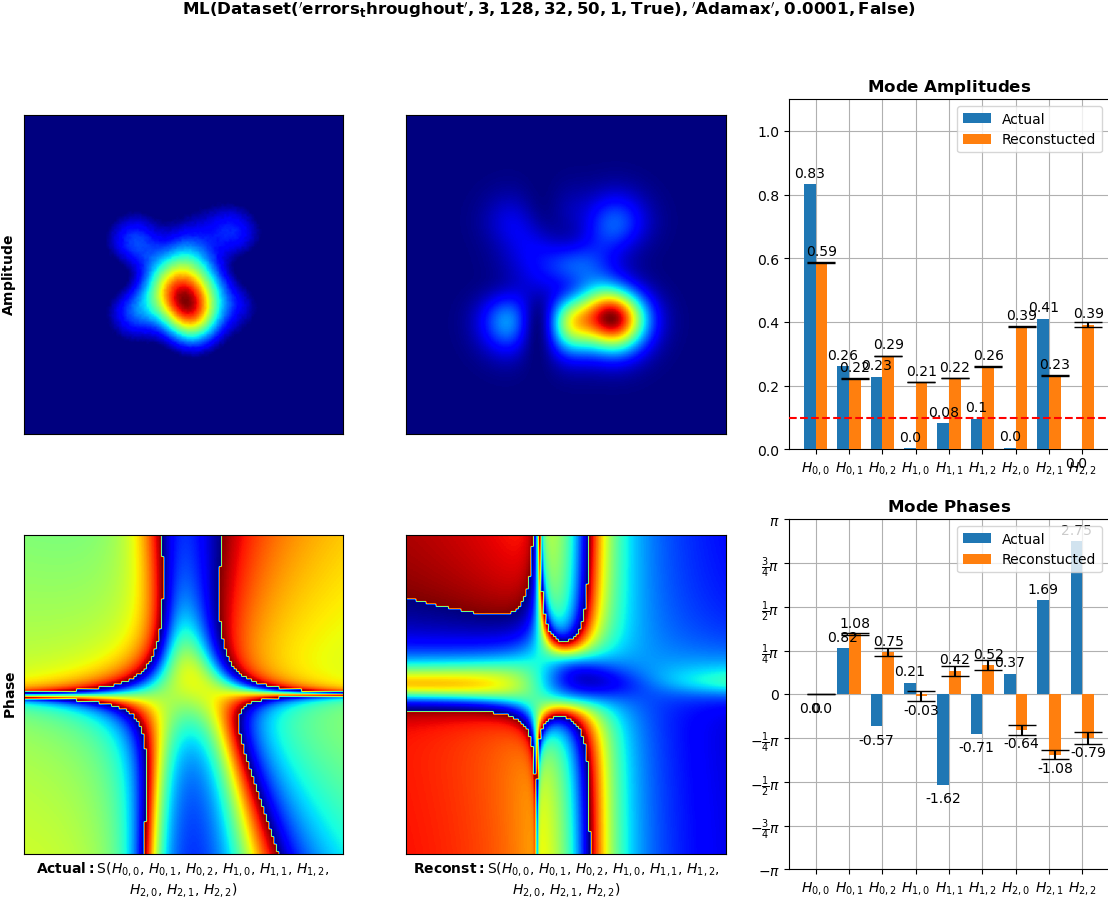 ML(Dataset('errors_throughout', 3, 128, 32, 50, 1, True), 'Adamax', 0.0001, False)
Amplitude
Mode Amplitudes
Actual
Reconstucted
1.0
0.8
0.6
0.4
0.2
0.0
0.83
0.59
0.26
0.22
0.23
0.29
0.0
0.21
0.08
0.22
0.1
0.26
0.0
0.39
0.41
0.23
0.0
0.39
H0,0 H0,1 H0,2 H1,0 H1,1 H1,2 H2,0 H2,1 H2,2
Phase
Actual: S(H0,0, H0,1, H0,2, H1,0, H1,1, H1,2,
H2,0, H2,1, H2,2)
Reconst: S(H0,0, H0,1, H0,2, H1,0, H1,1, H1,2,
H2,0, H2,1, H2,2)
Mode Phases
Actual
Reconstucted
π
3/4π
1/2π
1/4π
0
−1/4π
−1/2π
−3/4π
−π
0.0
0.0
0.82
1.08
-0.57
0.75
0.21
-0.03
-1.62
0.42
-0.71
0.52
0.37
-0.64
1.69
-1.08
2.75
-0.79
H0,0 H0,1 H0,2 H1,0 H1,1 H1,2 H2,0 H2,1 H2,2